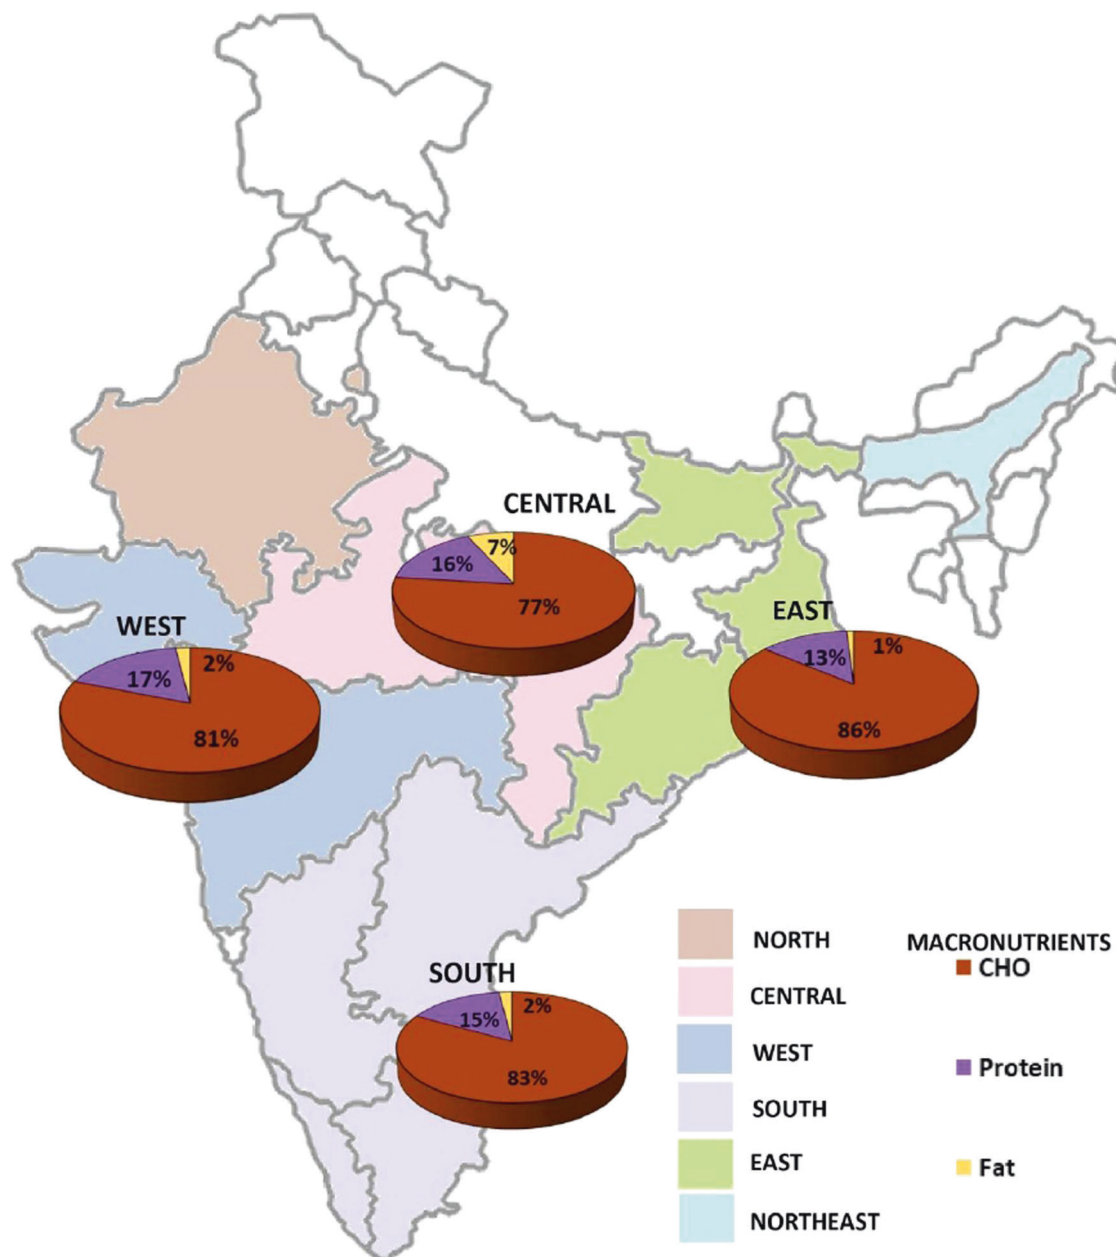 CENTRAL
7%
16%
77%
WEST
2%
17%
81%
EAST
1%
13%
86%
SOUTH
2%
15%
83%
NORTH
CENTRAL
WEST
SOUTH
EAST
NORTHEAST
MACRONUTRIENTS
CHO
Protein
Fat